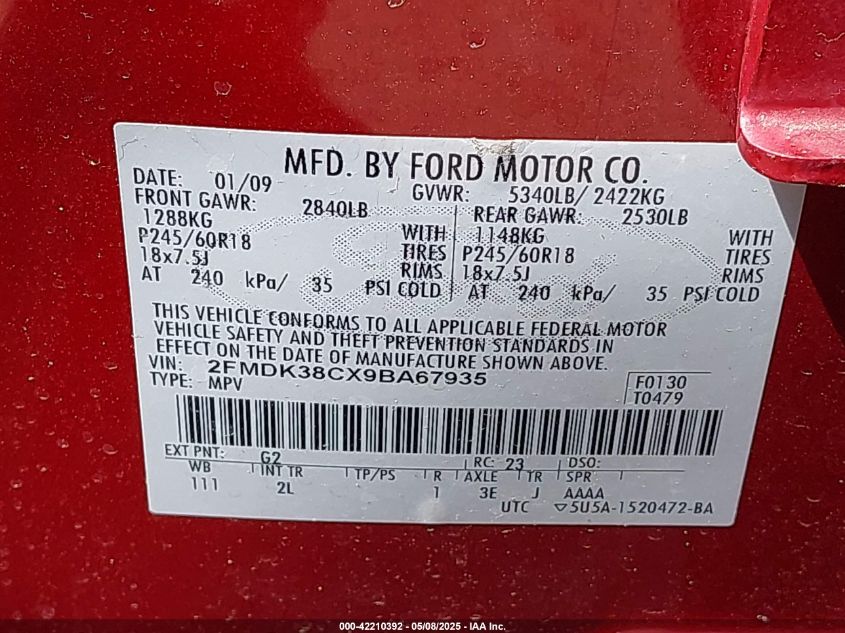 MFD. BY FORD MOTOR CO.
DATE: 01/09 GVWR: 5340LB/ 2422KG
FRONT GAWR: 2840LB REAR GAWR: 2530LB
1288KG WITH 1148KG WITH
P245/60R18 TIRES P245/60R18 TIRES
18x7.5J RIMS 18x7.5J RIMS
AT 240 kPa/ 35 PSI COLD AT 240 kPa/ 35 PSI COLD
THIS VEHICLE CONFORMS TO ALL APPLICABLE FEDERAL MOTOR
VEHICLE SAFETY AND THEFT PREVENTION STANDARDS IN
EFFECT ON THE DATE OF MANUFACTURE SHOWN ABOVE.
VIN: 2FMDK38CX9BA67935
TYPE: MPV
F0130
T0479
EXT PNT: G2 RC: 23 DSO:
WB INT TR TP/PS R AXLE TR SPR
111 2L 1 3E J AAAA
UTC ▽5U5A-1520472-BA
000-42210392 - 05/08/2025 - IAA Inc.